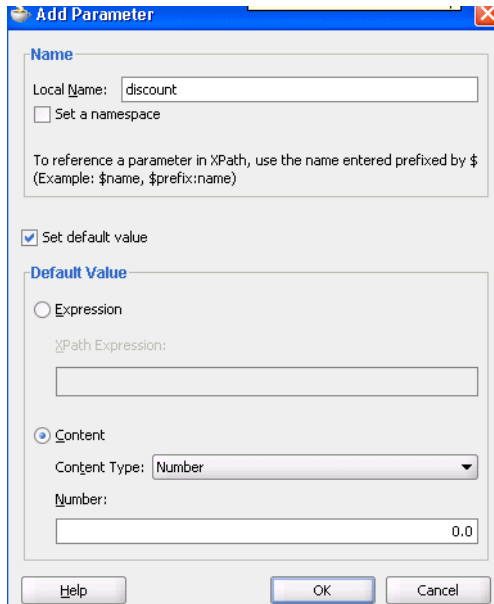 Add Parameter
Name
Local Name: discount
Set a namespace
To reference a parameter in XPath, use the name entered prefixed by $
(Example: $name, $prefix:name)
Set default value
Default Value
Expression
XPath Expression:
Content
Content Type: Number
Number:
0.0
Help OK Cancel